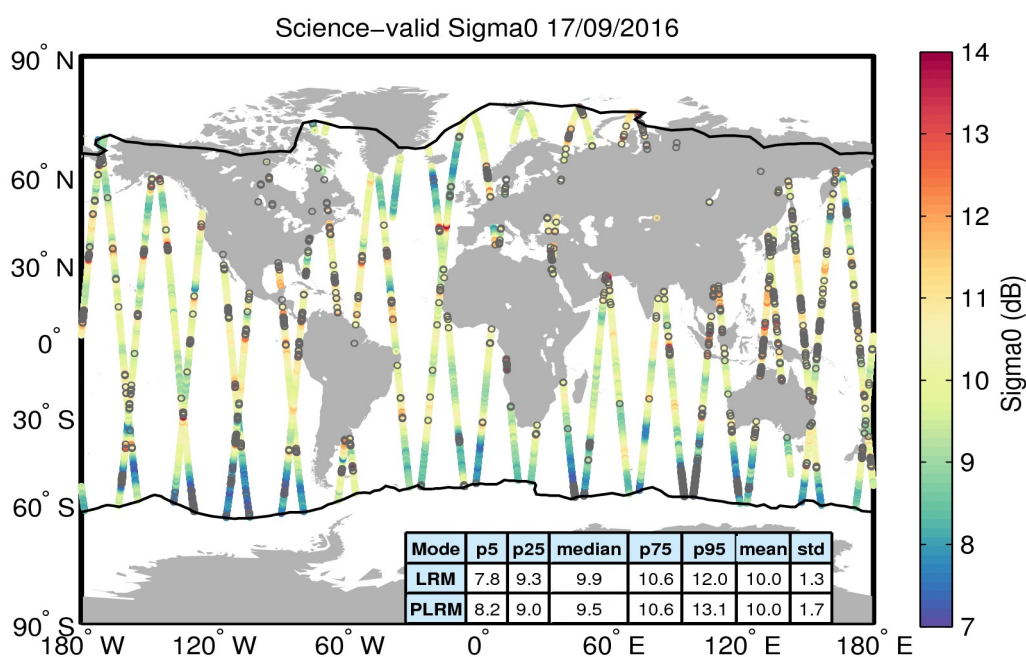 Science−valid Sigma0 17/09/2016
90° N
60° N
30° N
0°
30° S
60° S
90° S
180° W
120° W
60° W
0°
60° E
120° E
180° E
Mode p5 p25 median p75 p95 mean std
LRM 7.8 9.3 9.9 10.6 12.0 10.0 1.3
PLRM 8.2 9.0 9.5 10.6 13.1 10.0 1.7
14
13
12
11
10
9
8
7
Sigma0 (dB)